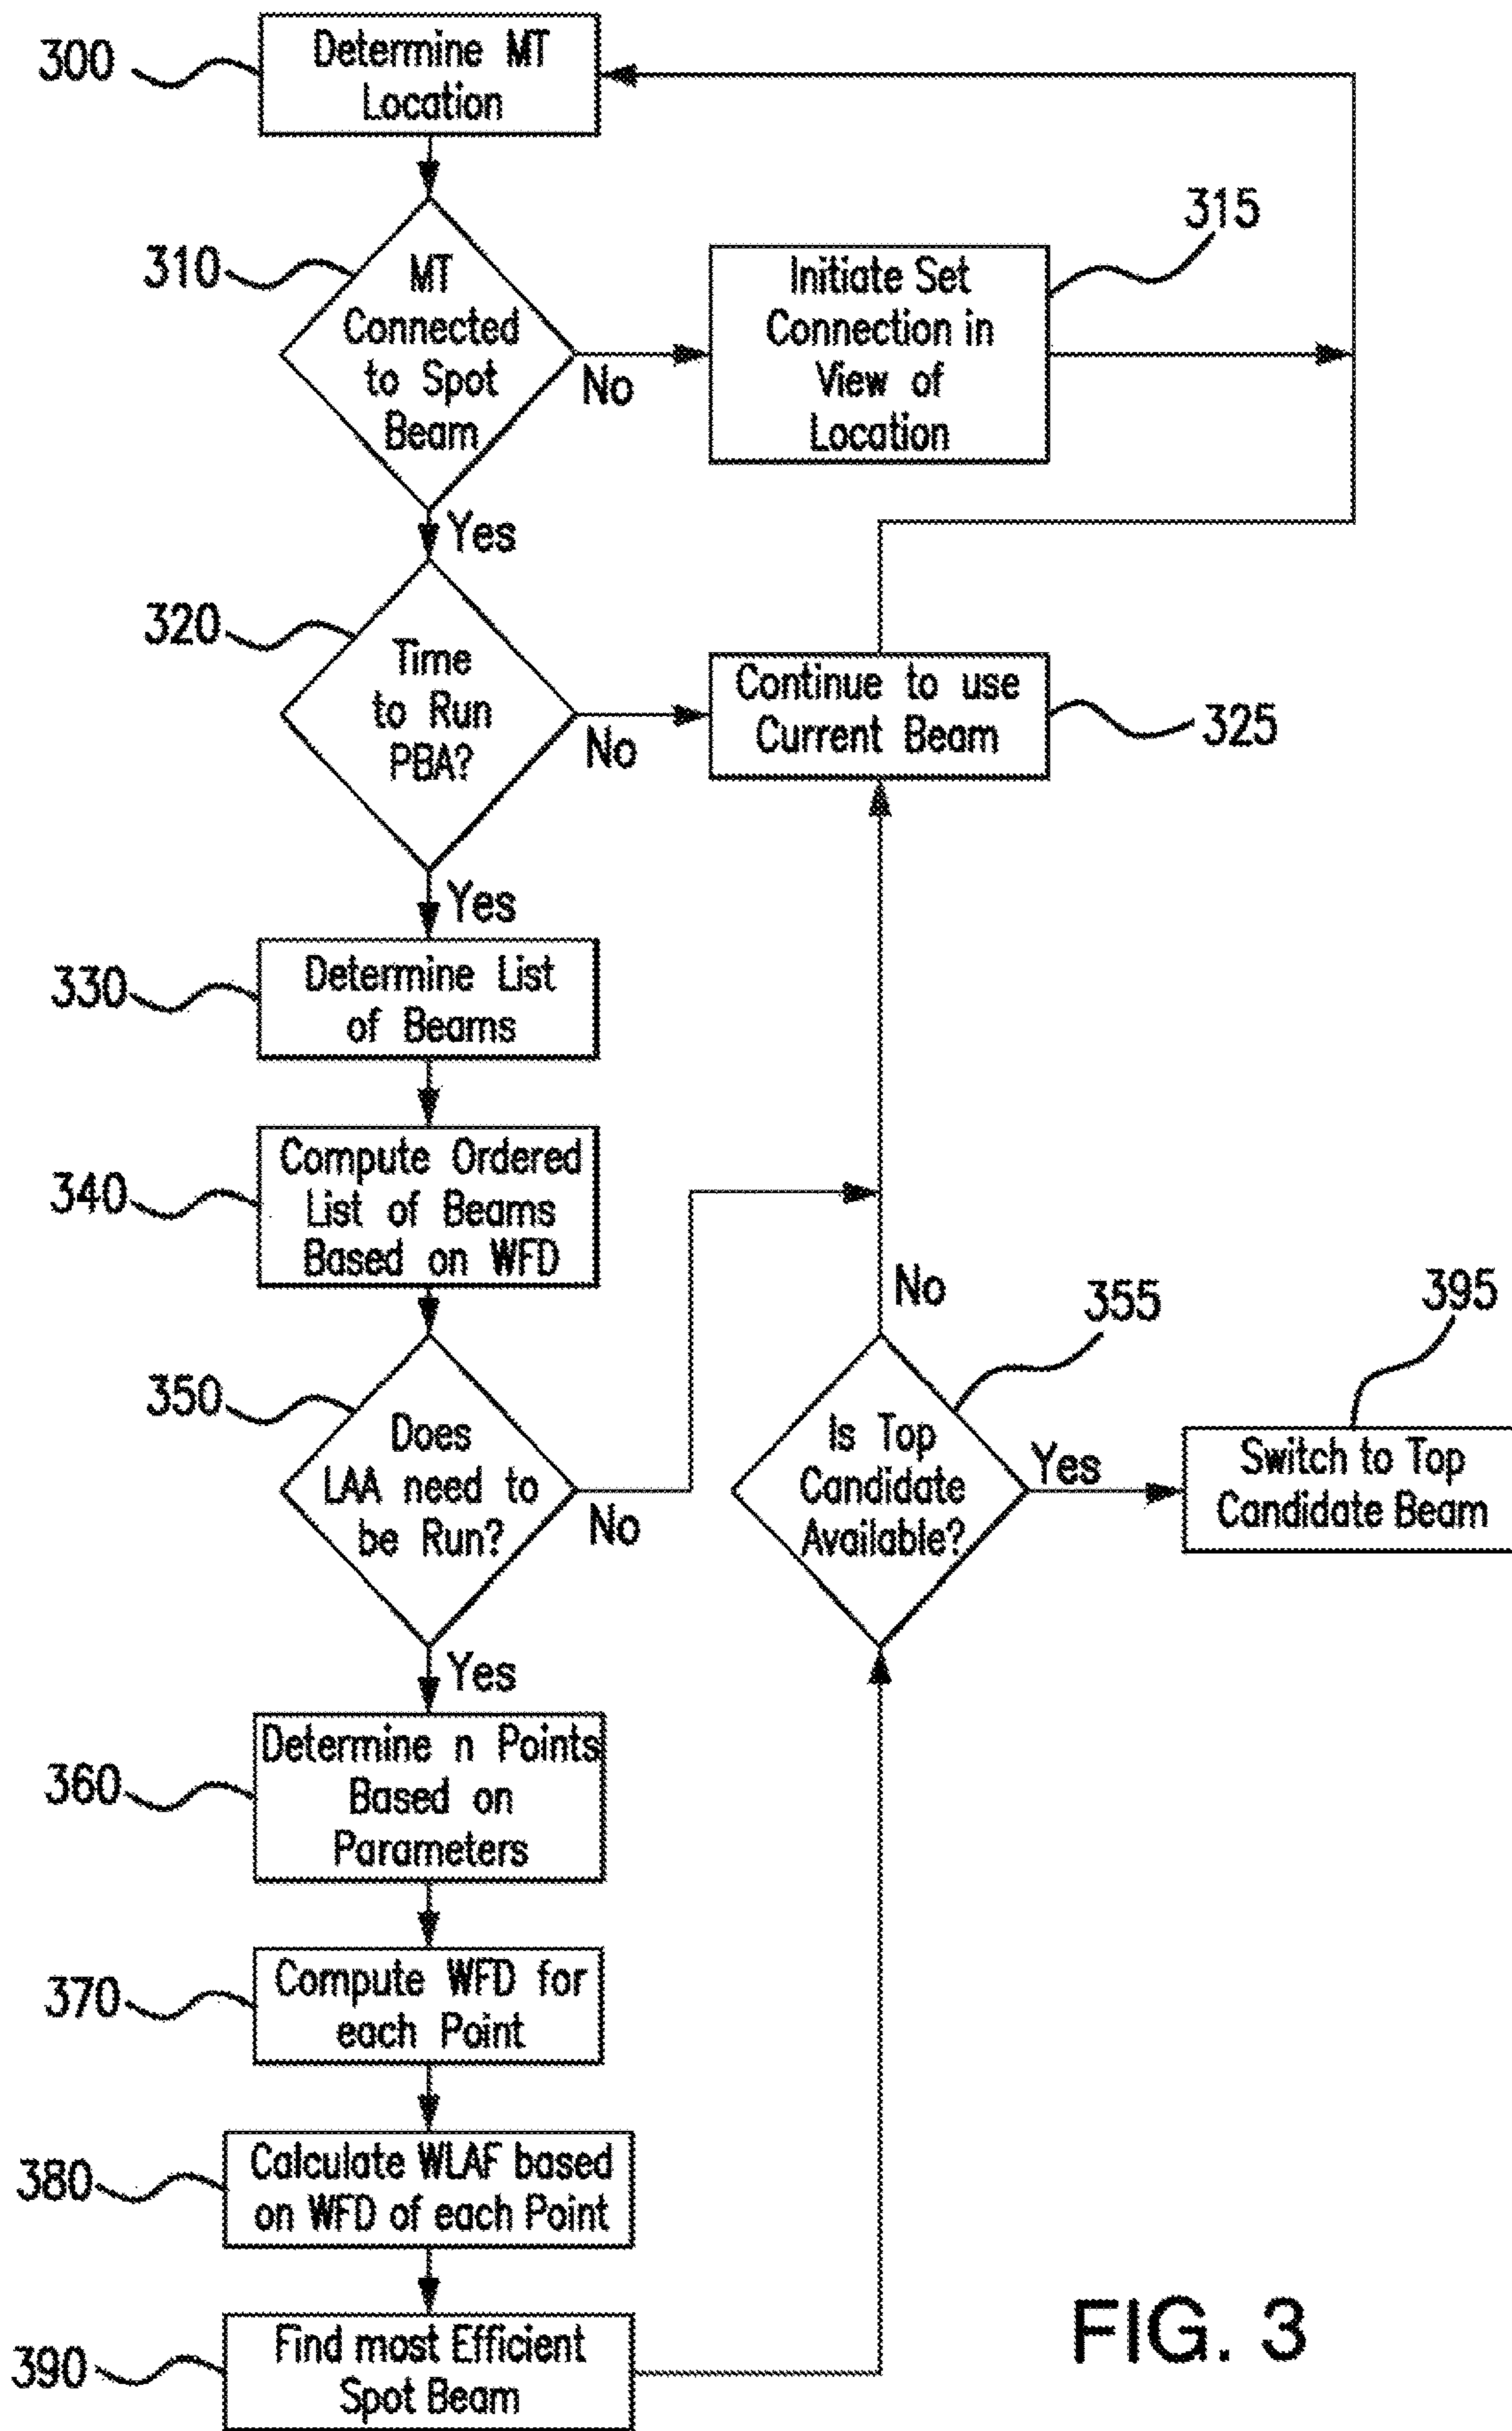 300
Determine MT
Location
310
MT
Connected
to Spot
Beam
No
Initiate Set
Connection in
View of
Location
315
Yes
320
Time
to Run
PBA?
No
Continue to use
Current Beam
325
Yes
330
Determine List
of Beams
340
Compute Ordered
List of Beams
Based on WFD
350
Does
LAA need to
be Run?
No
No
355
Is Top
Candidate
Available?
Yes
395
Switch to Top
Candidate Beam
Yes
360
Determine n Points
Based on
Parameters
370
Compute WFD for
each Point
380
Calculate WLAF based
on WFD of each Point
390
Find most Efficient
Spot Beam
FIG. 3